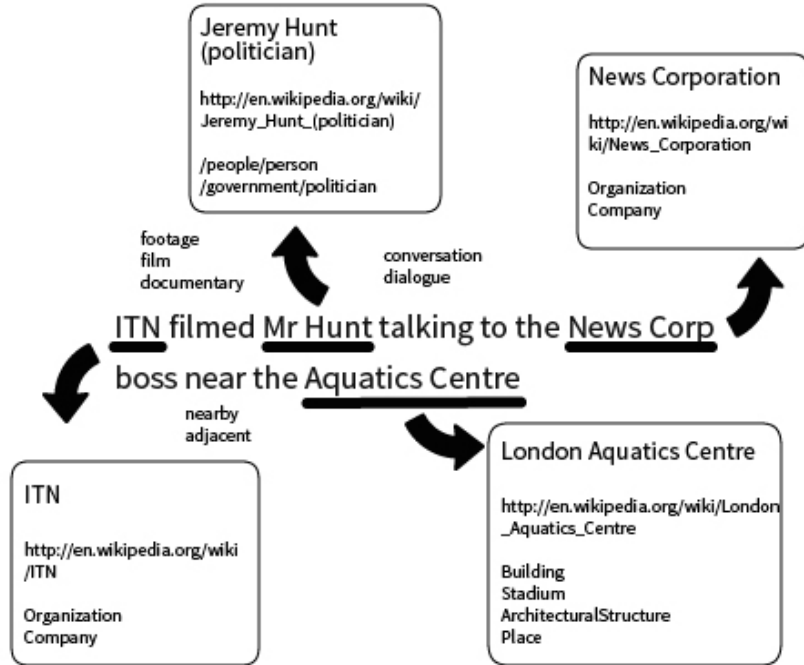 Jeremy Hunt
(politician)
http://en.wikipedia.org/wiki/
Jeremy_Hunt_(politician)
/people/person
/government/politician
News Corporation
http://en.wikipedia.org/wi
ki/News_Corporation
Organization
Company
footage
film
documentary
conversation
dialogue
ITN filmed Mr Hunt talking to the News Corp
boss near the Aquatics Centre
nearby
adjacent
ITN
http://en.wikipedia.org/wiki
/ITN
Organization
Company
London Aquatics Centre
http://en.wikipedia.org/wiki/London
_Aquatics_Centre
Building
Stadium
ArchitecturalStructure
Place